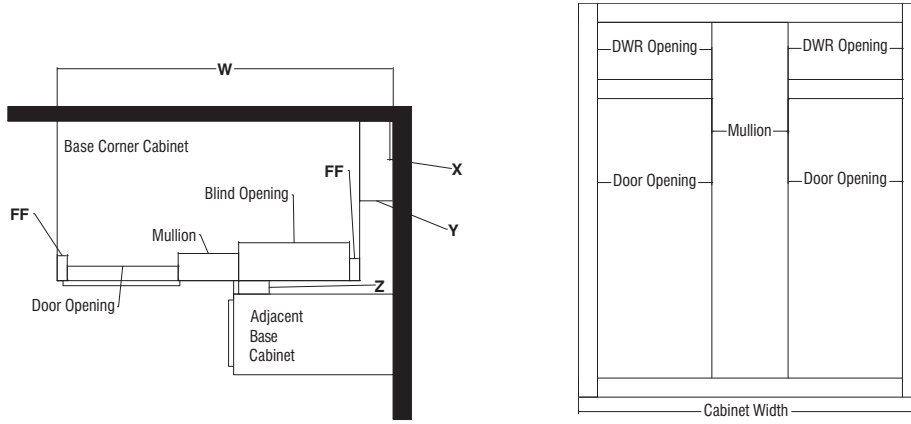 W
Base Corner Cabinet
X
FF
Blind Opening
Y
FF
Mullion
Z
Door Opening
Adjacent
Base
Cabinet
DWR Opening
DWR Opening
Mullion
Door Opening
Door Opening
Cabinet Width